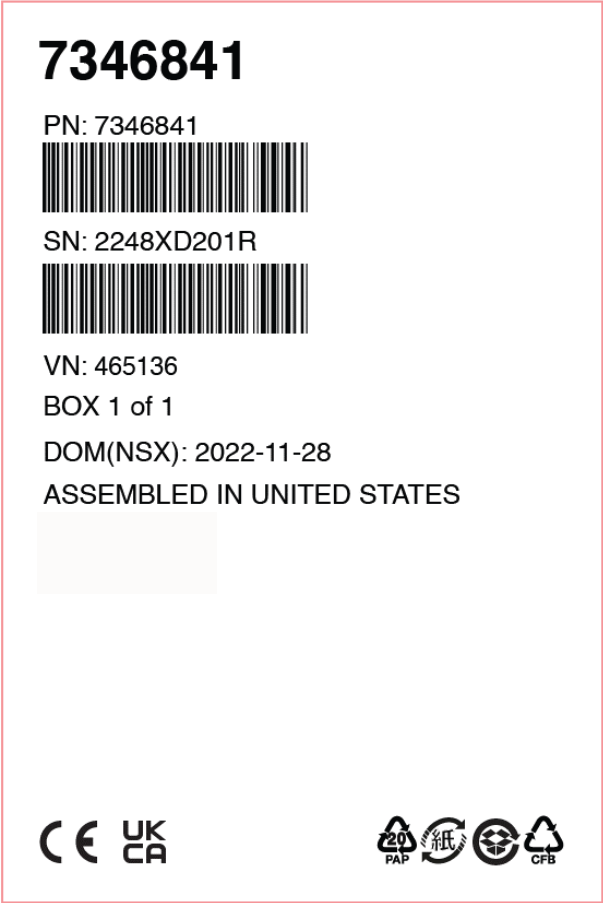 7346841
PN: 7346841
SN: 2248XD201R
VN: 465136
BOX 1 of 1
DOM(NSX): 2022-11-28
ASSEMBLED IN UNITED STATES
CE UK
CA
20 紙
PAP CFB